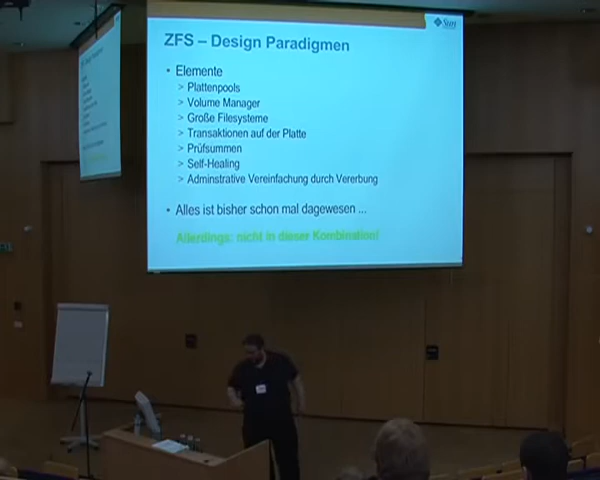 Sun
ZFS – Design Paradigmen
• Elemente
> Plattenpools
> Volume Manager
> Große Filesysteme
> Transaktionen auf der Platte
> Prüfsummen
> Self-Healing
> Adminstrative Vereinfachung durch Vererbung
• Alles ist bisher schon mal dagewesen ...
Allerdings: nicht in dieser Kombination!